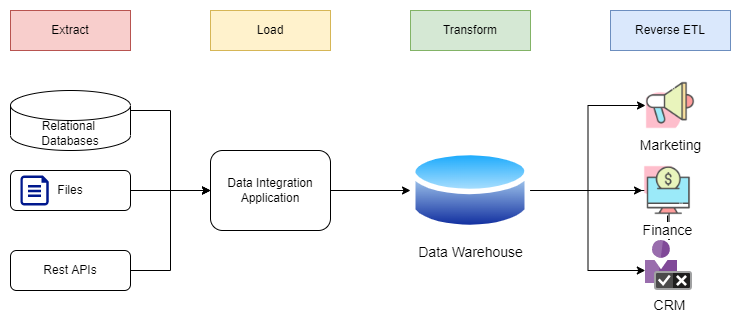 Extract
Load
Transform
Reverse ETL
Relational
Databases
Files
Rest APIs
Data Integration
Application
Data Warehouse
Marketing
$
Finance
CRM